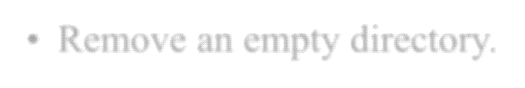 • Remove an empty directory.